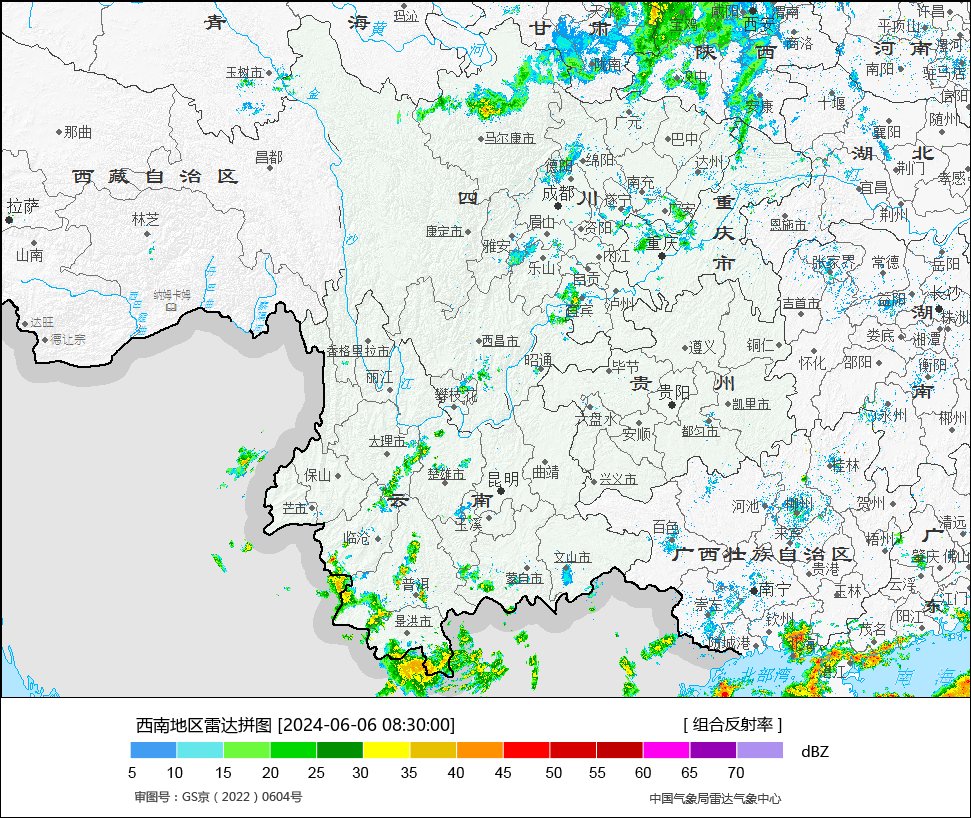 青 海 甘 肃
玛沁 黄 天水 宝鸡 咸阳 西安 渭南 许昌
河 陕 西 商洛 平顶山 漯河
玉树市 陇南 汉中 河 南
南阳 驻马店
金 安康 十堰 信阳
广元 襄阳 随州
那曲 马尔康市 巴中
昌都 德阳 绵阳 达州 湖 北
西 藏 自 治 区 南充 荆门 孝感
成都 汉 江 宜昌
拉萨 四 川 遂宁 广安 重
林芝 眉山 荆州
山南 康定市 资阳 庆 恩施市
雅安 重庆
乐山 内江 市 张家界 常德 岳阳
自贡
纳姆卡姆 宜宾 泸州 吉首市 益阳 长沙
达旺 湖 株洲
德让宗 西昌市 遵义 铜仁 娄底 湘潭
香格里拉市 昭通 毕节 怀化 邵阳 衡阳
丽江 江 贵 州 南
攀枝花 贵阳
六盘水 凯里市 永州 郴州
安顺 都匀市
大理市
保山 楚雄市 昆明 曲靖 兴义市 桂林
芒市 云 南 河池 柳州 贺州
玉溪 百色 来宾 清远
临沧 梧州 广
文山市 广西壮族自治区 肇庆 佛山
普洱 蒙自市 贵港
南宁 玉林 云浮 江门
景洪市 崇左 钦州 阳江 东
防城港 北海 茂名
北部湾 湛江 南 海
西南地区雷达拼图 [2024-06-06 08:30:00] [ 组合反射率 ]
dBZ
5 10 15 20 25 30 35 40 45 50 55 60 65 70
审图号：GS京（2022）0604号 中国气象局雷达气象中心